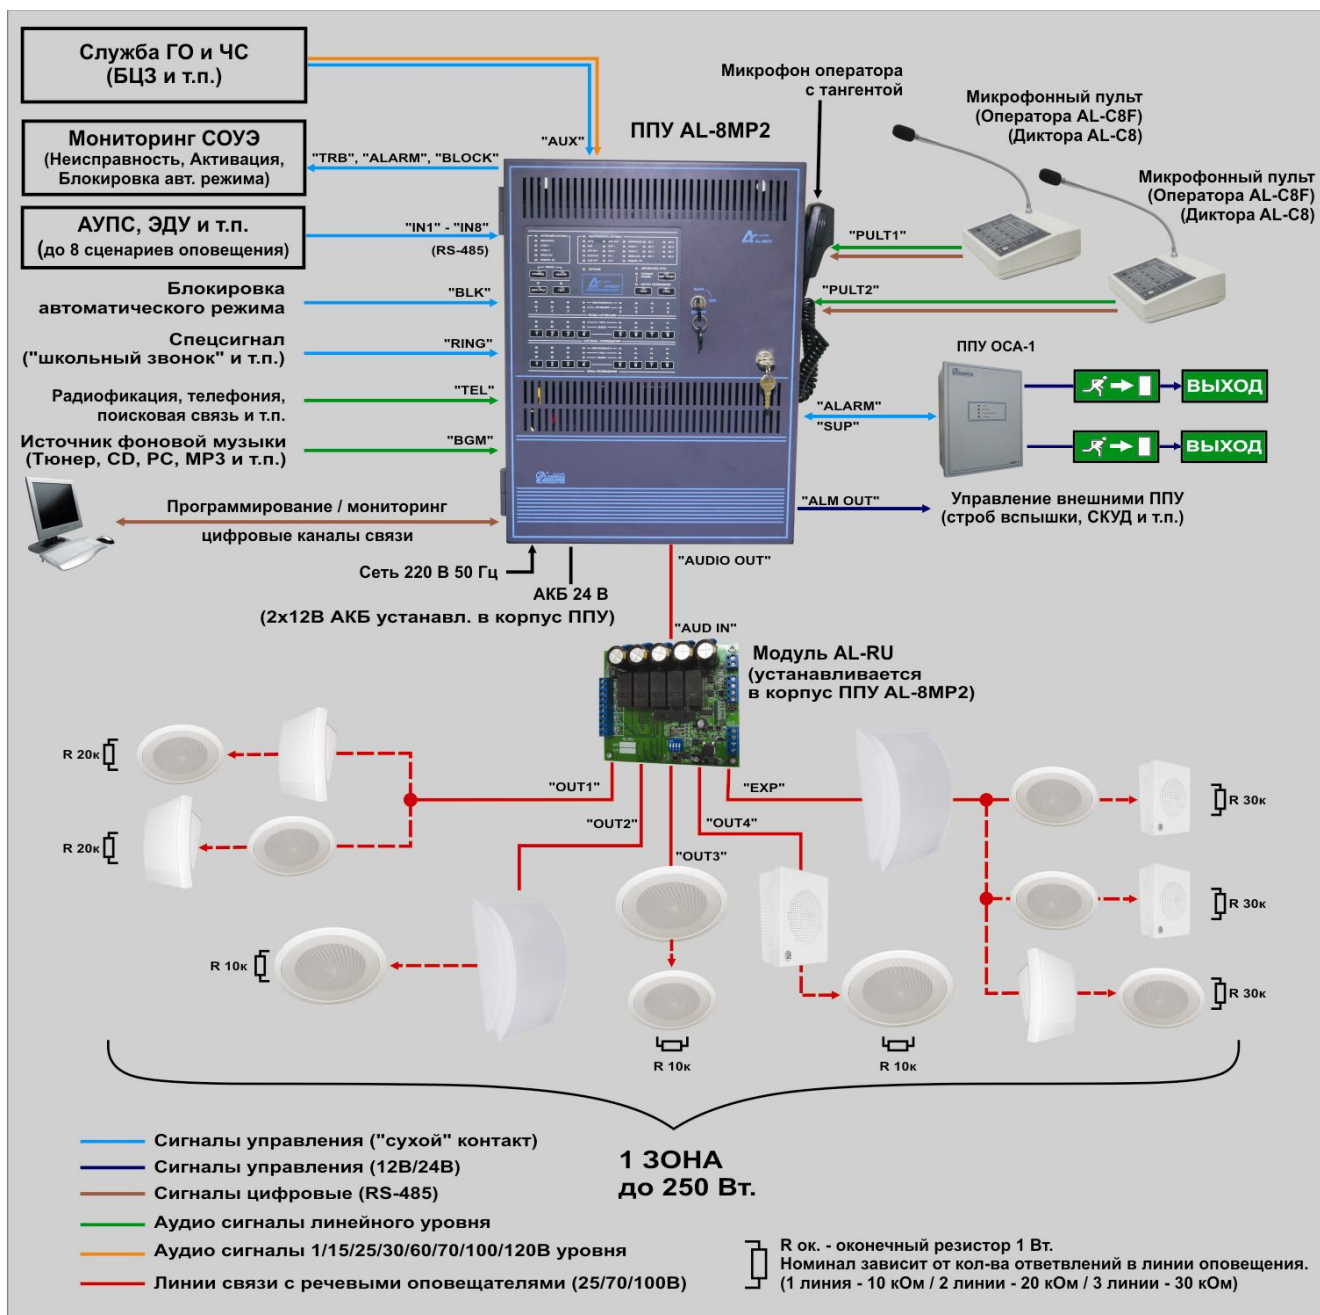 Служба ГО и ЧС
(БЦЗ и т.п.)
Мониторинг СОУЭ
(Неисправность, Активация,
Блокировка авт. режима)
"TRB", "ALARM", "BLOCK"
"AUX"
ППУ AL-8MP2
Микрофон оператора
с тангентой
Микрофонный пульт
(Оператора AL-C8F)
(Диктора AL-C8)
Микрофонный пульт
(Оператора AL-C8F)
(Диктора AL-C8)
АУПС, ЭДУ и т.п.
(до 8 сценариев оповещения)
"IN1" - "IN8"
(RS-485)
"PULT1"
"PULT2"
Блокировка
автоматического режима
"BLK"
Спецсигнал
("школьный звонок" и т.п.)
"RING"
Радиофикация, телефония,
поисковая связь и т.п.
"TEL"
Источник фоновой музыки
(Тюнер, CD, PC, MP3 и т.п.)
"BGM"
ППУ ОСА-1
"ALARM"
"SUP"
ВЫХОД
ВЫХОД
Программирование / мониторинг
цифровые каналы связи
"ALM OUT"
Управление внешними ППУ
(строб вспышки, СКУД и т.п.)
Сеть 220 В 50 Гц
АКБ 24 В
(2x12В АКБ устанавл. в корпус ППУ)
"AUDIO OUT"
"AUD IN"
Модуль AL-RU
(устанавливается
в корпус ППУ AL-8MP2)
R 20к
R 20к
"OUT1"
"OUT2"
"OUT3"
"OUT4"
"EXP"
R 30к
R 30к
R 30к
R 10к
R 10к
R 10к
1 ЗОНА
до 250 Вт.
Сигналы управления ("сухой" контакт)
Сигналы управления (12В/24В)
Сигналы цифровые (RS-485)
Аудио сигналы линейного уровня
Аудио сигналы 1/15/25/30/60/70/100/120В уровня
Линии связи с речевыми оповещателями (25/70/100В)
R ок. - оконечный резистор 1 Вт.
Номинал зависит от кол-ва ответвлений в линии оповещения.
(1 линия - 10 кОм / 2 линии - 20 кОм / 3 линии - 30 кОм)